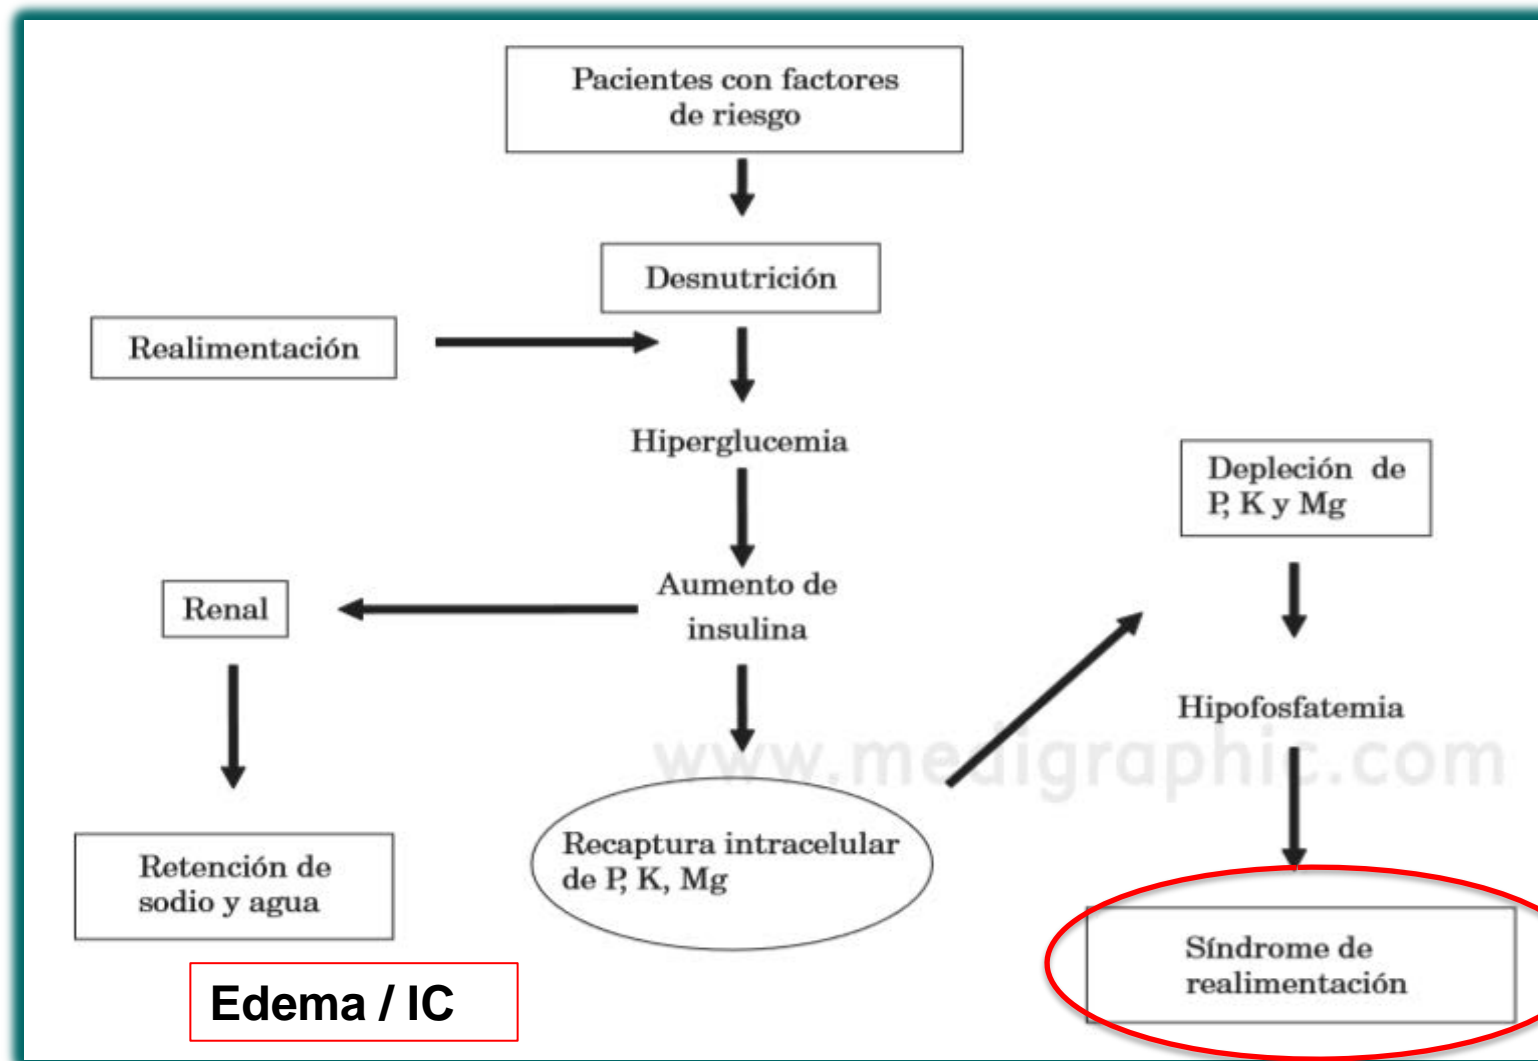 Pacientes con factores
de riesgo
Desnutrición
Realimentación
Hiperglucemia
Depleción de
P, K y Mg
Aumento de
insulina
Renal
Hipofosfatemia
www.medigraphic.com
Recaptura intracelular
de P, K, Mg
Retención de
sodio y agua
Síndrome de
realimentación
Edema / IC